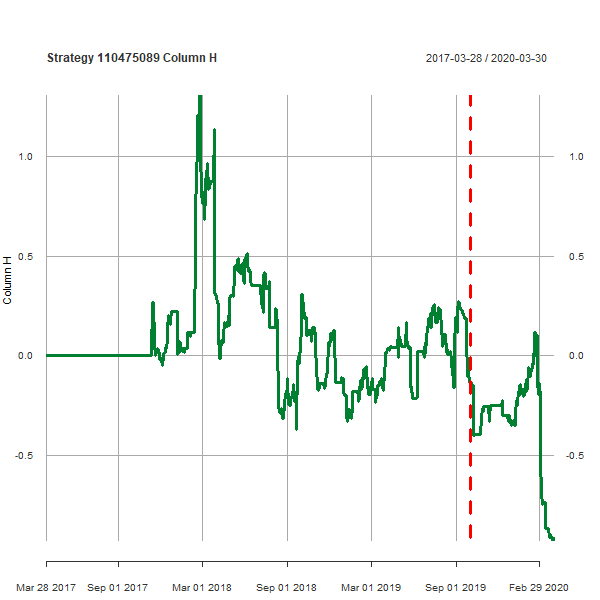 Strategy 110475089 Column H 2017-03-28 / 2020-03-30
1.0 1.0
0.5 0.5
0.0 0.0
-0.5 -0.5
Column H
Mar 28 2017 Sep 01 2017 Mar 01 2018 Sep 01 2018 Mar 01 2019 Sep 01 2019 Feb 29 2020